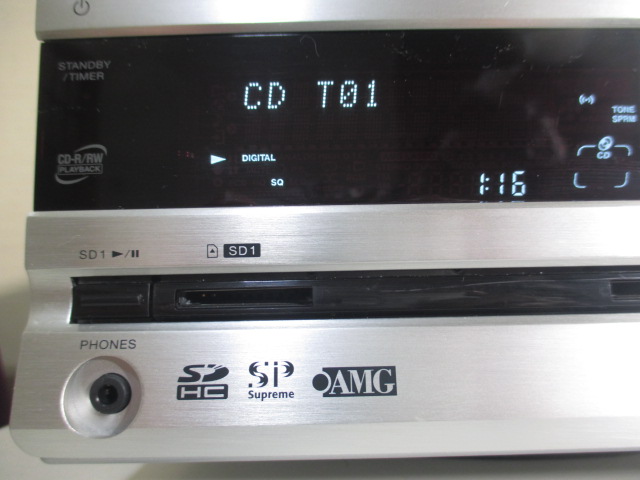 STANDBY
/TIMER
CD T01
TONE
SPRM
CD-R/RW
PLAYBACK
DIGITAL
CD
SQ
1:16
SD1 ►/II
SD1
PHONES
SD
HC
SiP
Supreme
AMG